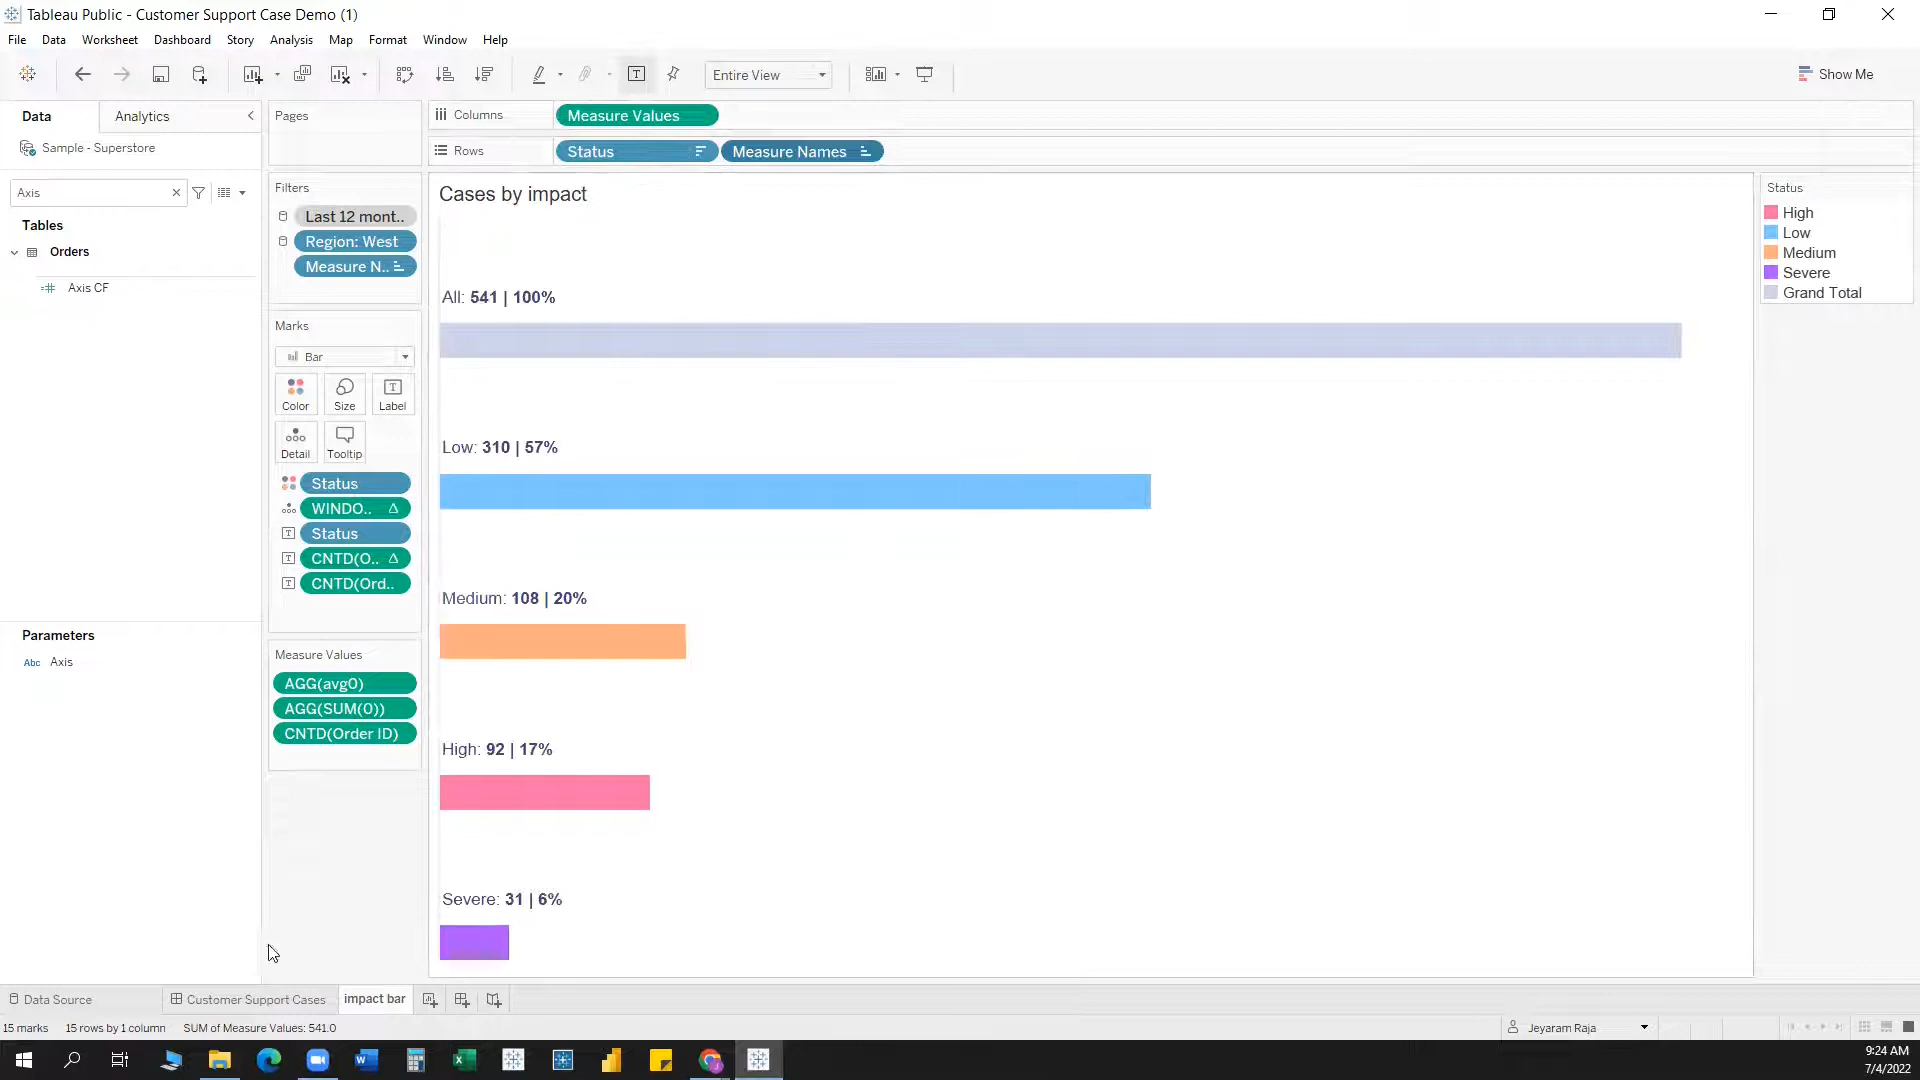 Tableau Public - Customer Support Case Demo (1)
File Data Worksheet Dashboard Story Analysis Map Format Window Help
Entire View
Show Me
Data Analytics
Sample - Superstore
Axis
Tables
Orders
Axis CF
Parameters
Abc Axis
Pages
Filters
Last 12 mont..
Region: West
Measure N..
Marks
Bar
Color Size Label
Detail Tooltip
Status
WINDO..
Status
CNTD(O..
CNTD(Ord..
Measure Values
AGG(avg0)
AGG(SUM(0))
CNTD(Order ID)
Columns Measure Values
Rows Status Measure Names
Cases by impact
All: 541 | 100%
Low: 310 | 57%
Medium: 108 | 20%
High: 92 | 17%
Severe: 31 | 6%
Status
High
Low
Medium
Severe
Grand Total
Data Source Customer Support Cases impact bar
15 marks 15 rows by 1 column SUM of Measure Values: 541.0
Jeyaram Raja
9:24 AM
7/4/2022